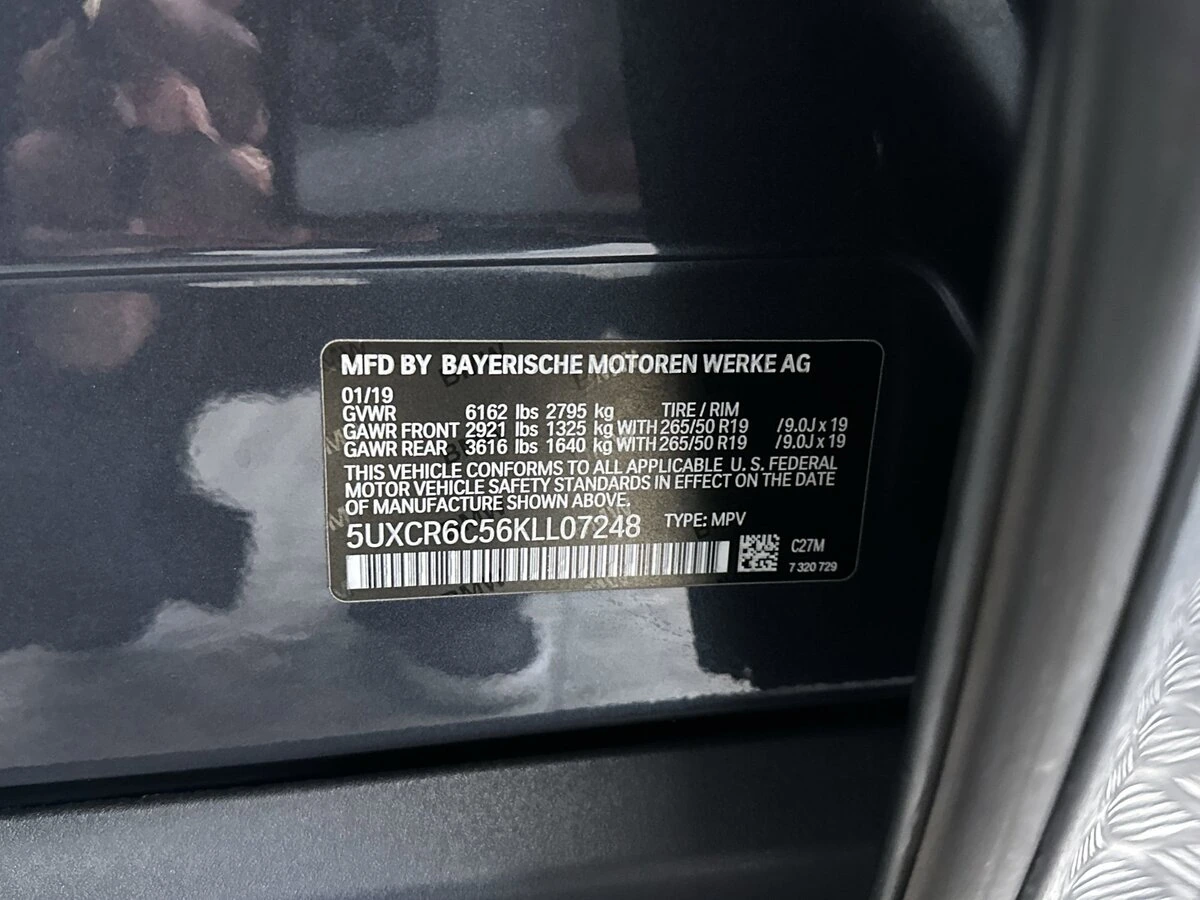 MFD BY BAYERISCHE MOTOREN WERKE AG
01/19
GVWR 6162 lbs 2795 kg TIRE / RIM
GAWR FRONT 2921 lbs 1325 kg WITH 265/50 R19 /9.0J x 19
GAWR REAR 3616 lbs 1640 kg WITH 265/50 R19 /9.0J x 19
THIS VEHICLE CONFORMS TO ALL APPLICABLE U. S. FEDERAL
MOTOR VEHICLE SAFETY STANDARDS IN EFFECT ON THE DATE
OF MANUFACTURE SHOWN ABOVE.
5UXCR6C56KLL07248 TYPE: MPV
C27M
7 320 729